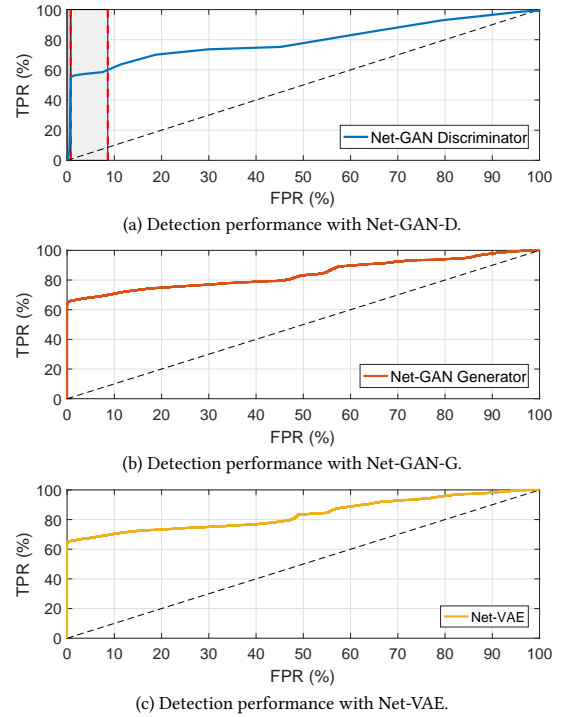 100
80
60
40
20
0
TPR (%)
0 10 20 30 40 50 60 70 80 90 100
FPR (%)
Net-GAN Discriminator
(a) Detection performance with Net-GAN-D.
100
80
60
40
20
0
TPR (%)
0 10 20 30 40 50 60 70 80 90 100
FPR (%)
Net-GAN Generator
(b) Detection performance with Net-GAN-G.
100
80
60
40
20
0
TPR (%)
0 10 20 30 40 50 60 70 80 90 100
FPR (%)
Net-VAE
(c) Detection performance with Net-VAE.